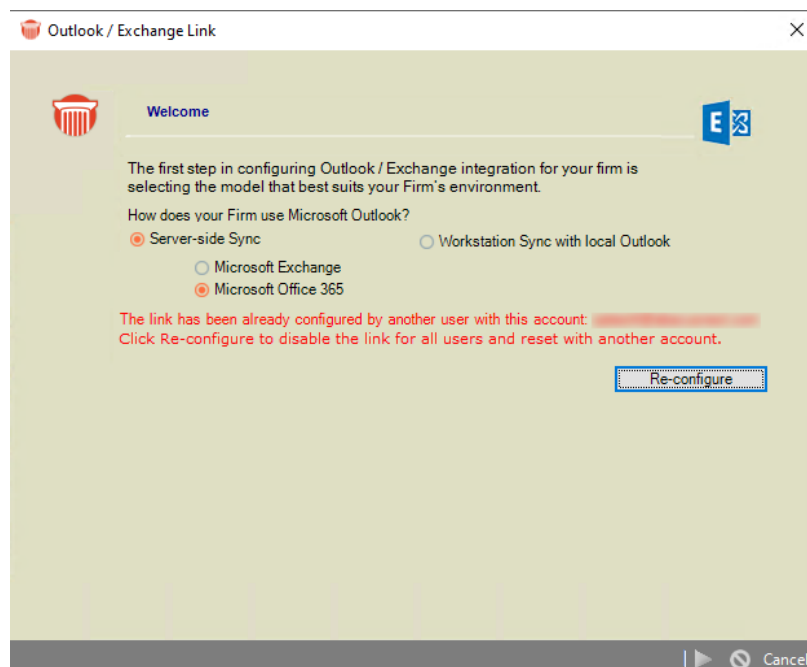 Outlook / Exchange Link
Welcome
E
The first step in configuring Outlook / Exchange integration for your firm is
selecting the model that best suits your Firm's environment.
How does your Firm use Microsoft Outlook?
Server-side Sync
Workstation Sync with local Outlook
Microsoft Exchange
Microsoft Office 365
The link has been already configured by another user with this account:
Click Re-configure to disable the link for all users and reset with another account.
Re-configure
Cancel